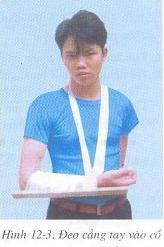 Hình 12-3. Đeo cẳng tay vào cổ